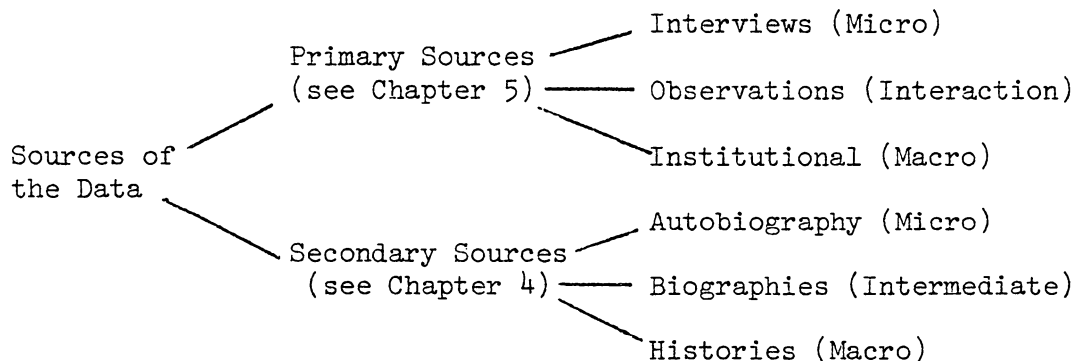 Interviews (Micro)
Primary Sources
(see Chapter 5)
Observations (Interaction)
Institutional (Macro)
Sources of
the Data
Autobiography (Micro)
Secondary Sources
(see Chapter 4)
Biographies (Intermediate)
Histories (Macro)